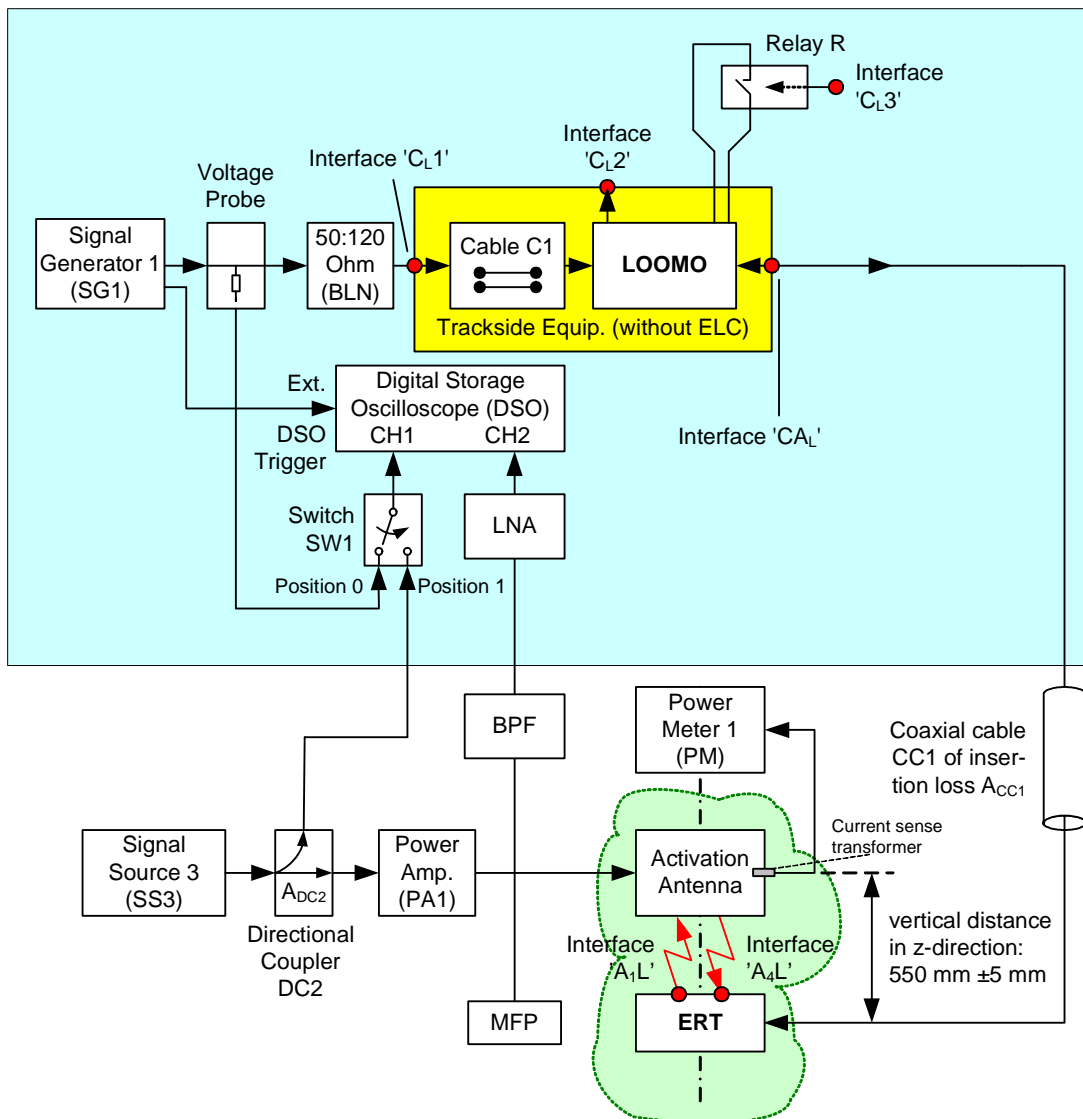 Relay R
Interface
'CL3'
Interface
'CL2'
Interface 'CL1'
Voltage
Probe
Signal
Generator 1
(SG1)
50:120
Ohm
(BLN)
Cable C1
LOOMO
Trackside Equip. (without ELC)
Ext.
DSO
Trigger
Digital Storage
Oscilloscope (DSO)
CH1
CH2
Interface 'CAL'
Switch
SW1
LNA
Position 0
Position 1
BPF
Power
Meter 1
(PM)
Coaxial cable
CC1 of inser-
tion loss ACC1
Current sense
transformer
Signal
Source 3
(SS3)
ADC2
Directional
Coupler
DC2
Power
Amp.
(PA1)
Activation
Antenna
Interface
'A1L'
Interface
'A4L'
vertical distance
in z-direction:
550 mm ±5 mm
MFP
ERT